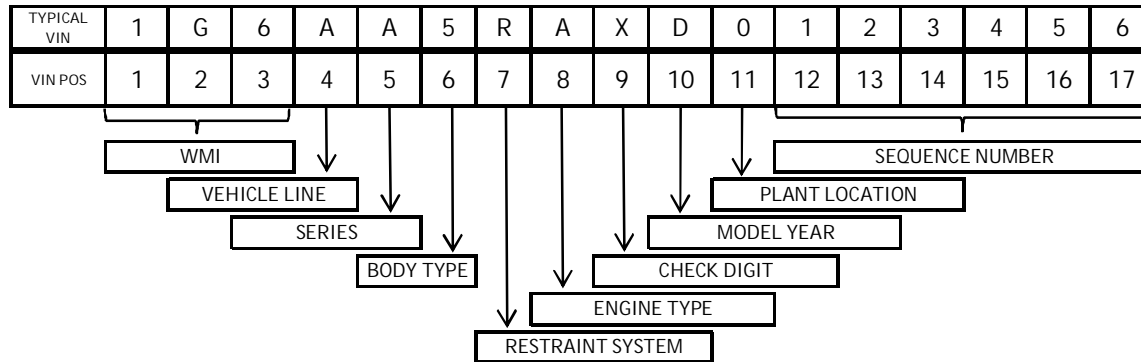 TYPICAL VIN 1 G 6 A A 5 R A X D 0 1 2 3 4 5 6
VIN POS 1 2 3 4 5 6 7 8 9 10 11 12 13 14 15 16 17
WMI SEQUENCE NUMBER
VEHICLE LINE PLANT LOCATION
SERIES MODEL YEAR
BODY TYPE CHECK DIGIT
ENGINE TYPE
RESTRAINT SYSTEM